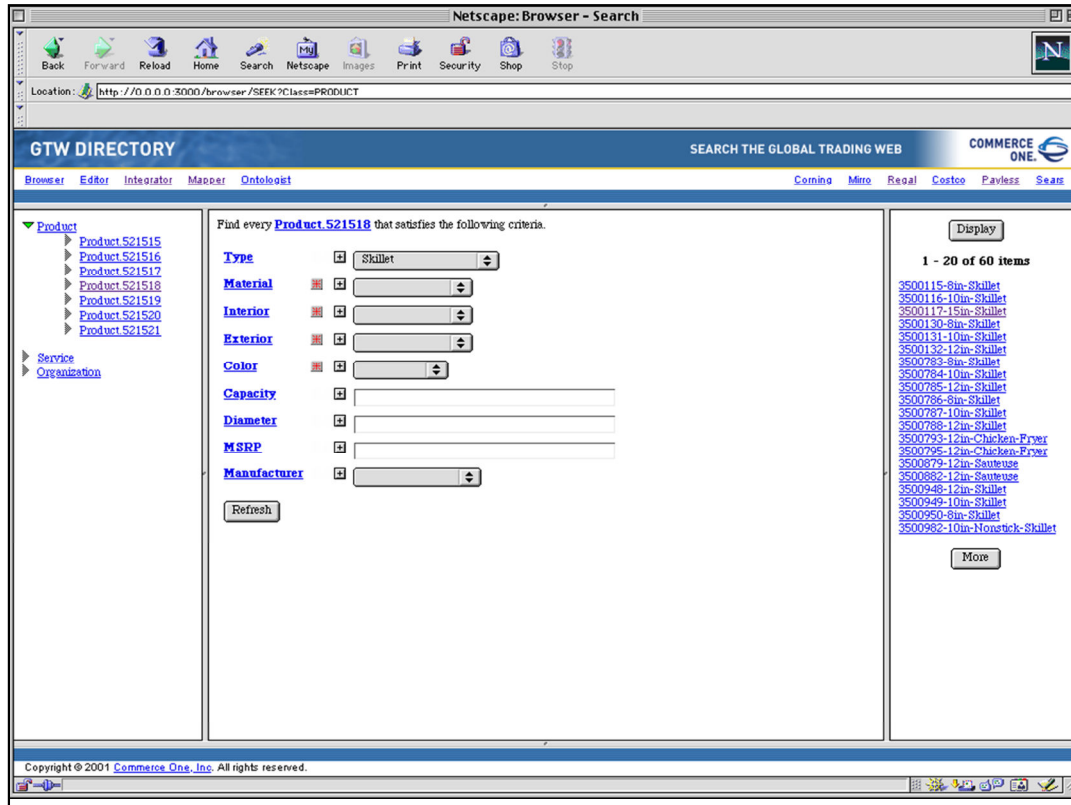 Netscape: Browser - Search
Back Forward Reload Home Search Netscape Images Print Security Shop Stop
My
N
Location: http://0.0.0.0:3000/browser/SEEK?Class=PRODUCT
GTW DIRECTORY SEARCH THE GLOBAL TRADING WEB COMMERCE ONE.
Browser Editor Integrator Mapper Ontologist Corning Mirro Regal Costco Payless Sears
Product
Product.521515
Product.521516
Product.521517
Product.521518
Product.521519
Product.521520
Product.521521
Service
Organization
Find every Product.521518 that satisfies the following criteria.
Type Skillet
Material
Interior
Exterior
Color
Capacity
Diameter
MSRP
Manufacturer
Refresh
Display
1 - 20 of 60 items
3500115-8in-Skillet
3500116-10in-Skillet
3500117-15in-Skillet
3500130-8in-Skillet
3500131-10in-Skillet
3500132-12in-Skillet
3500783-8in-Skillet
3500784-10in-Skillet
3500785-12in-Skillet
3500786-8in-Skillet
3500787-10in-Skillet
3500788-12in-Skillet
3500793-12in-Chicken-Fryer
3500795-12in-Chicken-Fryer
3500879-12in-Sauteuse
3500882-12in-Sauteuse
3500948-12in-Skillet
3500949-10in-Skillet
3500950-8in-Skillet
3500982-10in-Nonstick-Skillet
More
Copyright © 2001 Commerce One, Inc. All rights reserved.